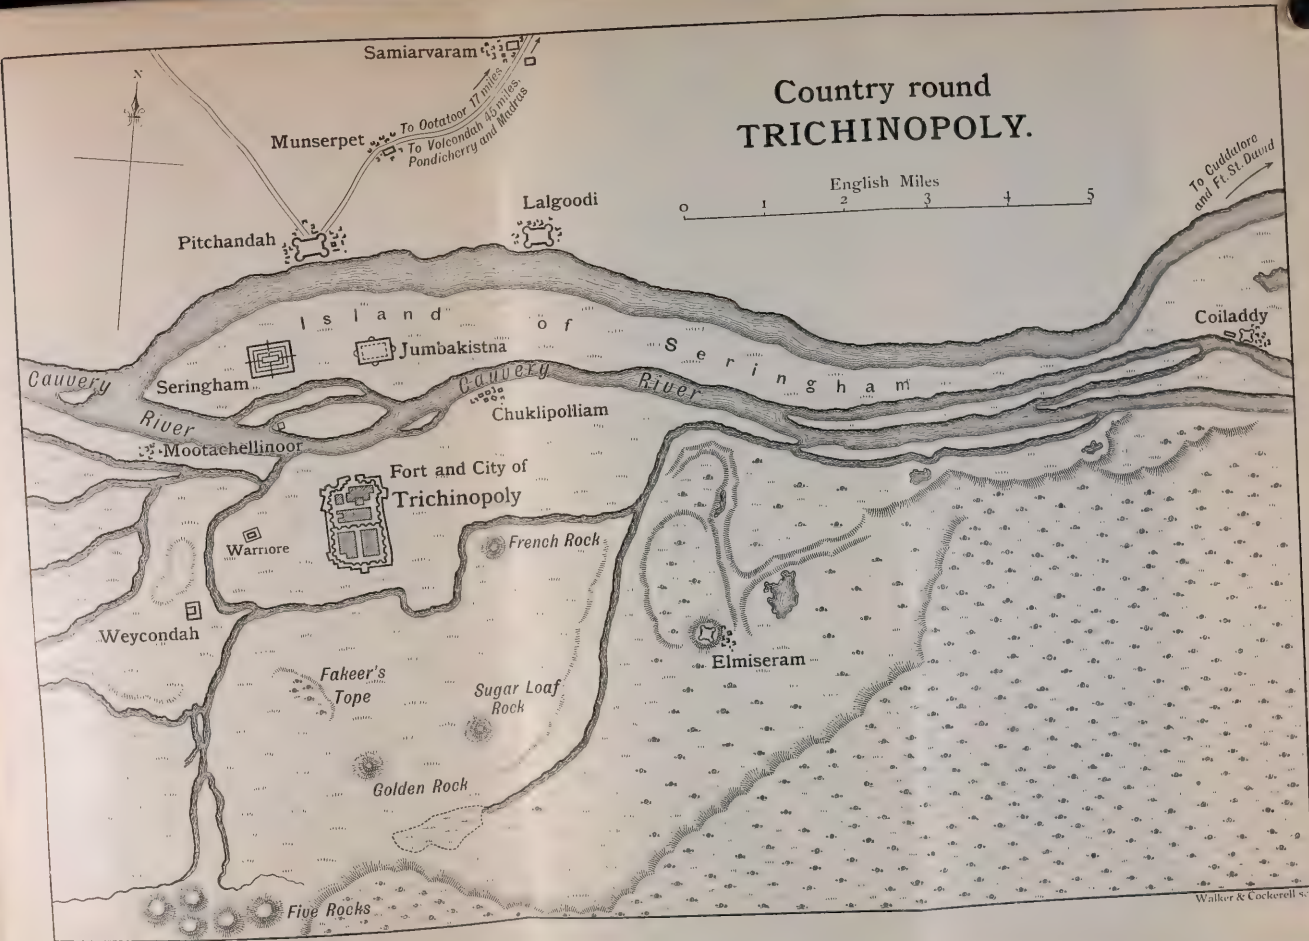 Country round
TRICHINOPOLY.
English Miles
0 1 2 3 4 5
N
Samiarvaram
Munserpet
To Ootatoor 17 miles
To Volcondah 45 miles,
Pondicherry and Madras
Lalgoodi
Pitchandah
To Cuddalore
and Ft. St. David
Coiladdy
Island of Seringham
Jumbakistna
Seringham
Cauvery
River
Cauvery River
Chuklipolliam
Mootachellinoor
Fort and City of
Trichinopoly
Warriore
French Rock
Weycondah
Elmiseram
Fakeer's
Tope
Sugar Loaf
Rock
Golden Rock
Five Rocks
Walker & Cockerell s.